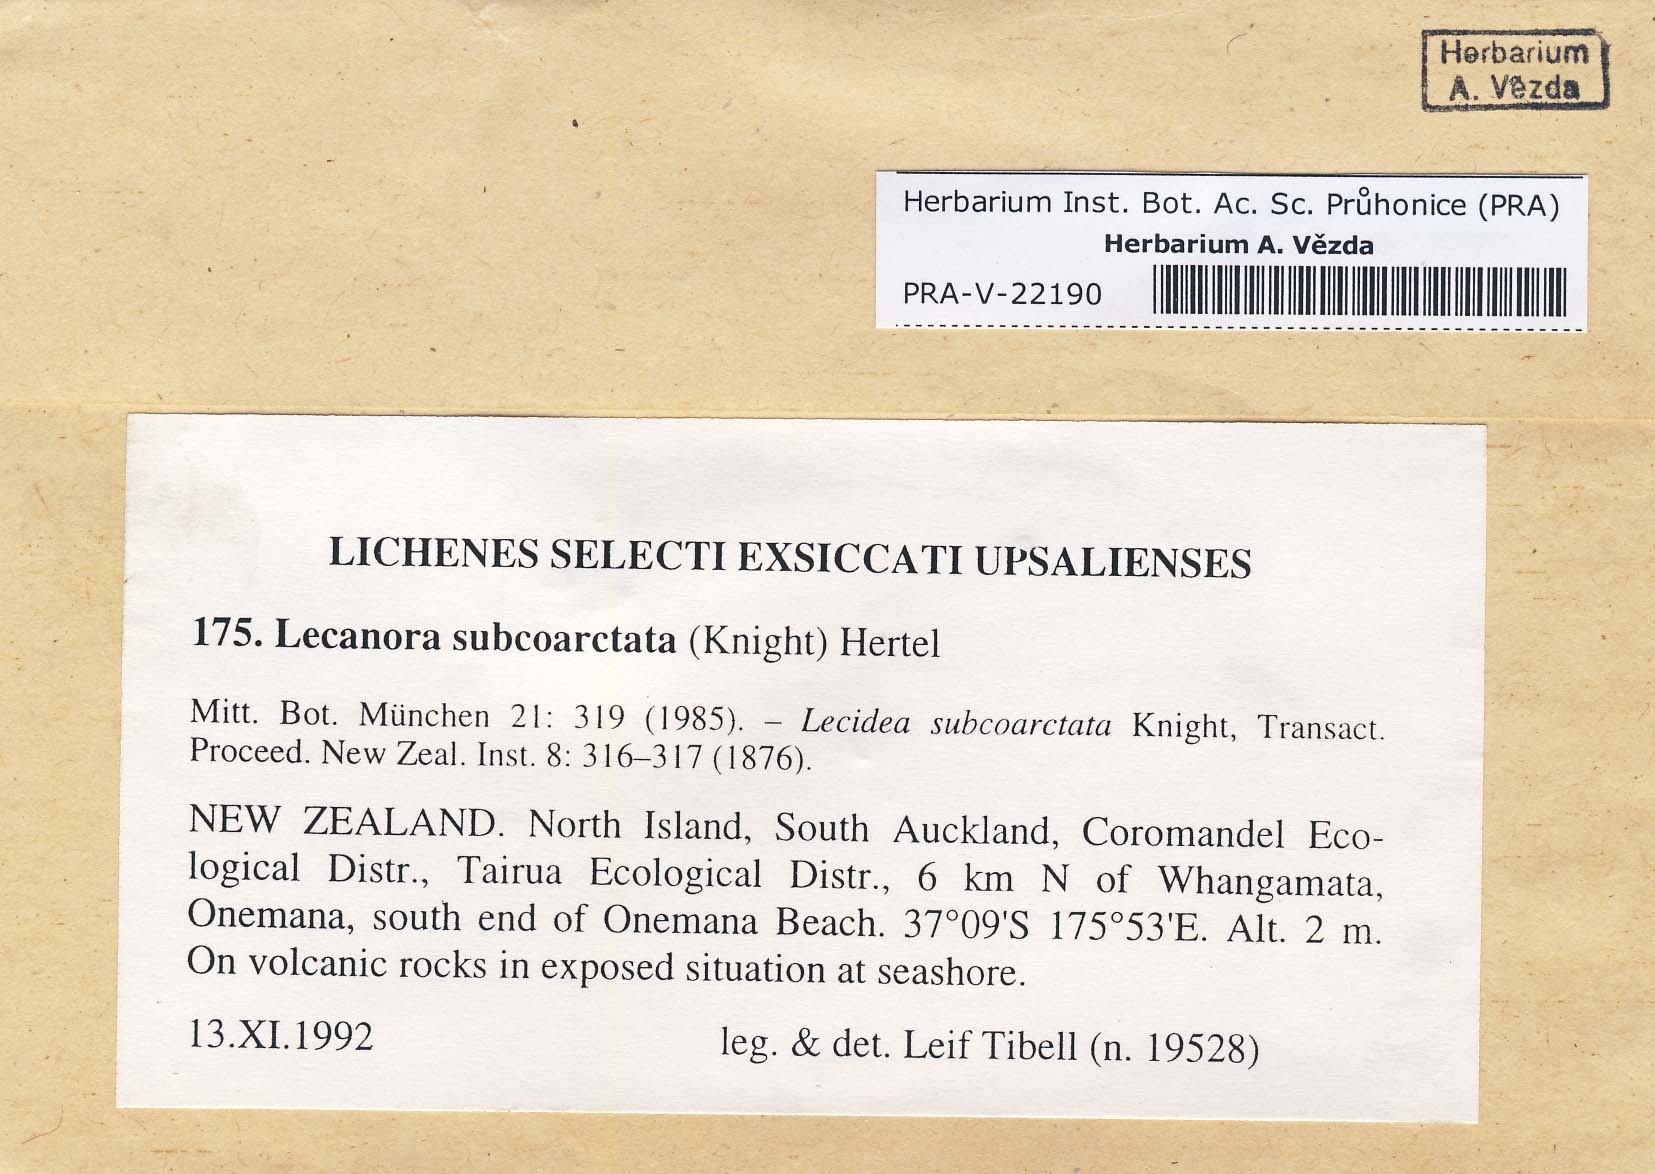 Herbarium
A. Vězda
Herbarium Inst. Bot. Ac. Sc. Průhonice (PRA)
Herbarium A. Vězda
PRA-V-22190
LICHENES SELECTI EXSICCATI UPSALIENSES
175. Lecanora subcoarctata (Knight) Hertel
Mitt. Bot. München 21: 319 (1985). – Lecidea subcoarctata Knight, Transact.
Proceed. New Zeal. Inst. 8: 316–317 (1876).
NEW ZEALAND. North Island, South Auckland, Coromandel Eco-
logical Distr., Tairua Ecological Distr., 6 km N of Whangamata,
Onemana, south end of Onemana Beach. 37°09'S 175°53'E. Alt. 2 m.
On volcanic rocks in exposed situation at seashore.
13.XI.1992 leg. & det. Leif Tibell (n. 19528)